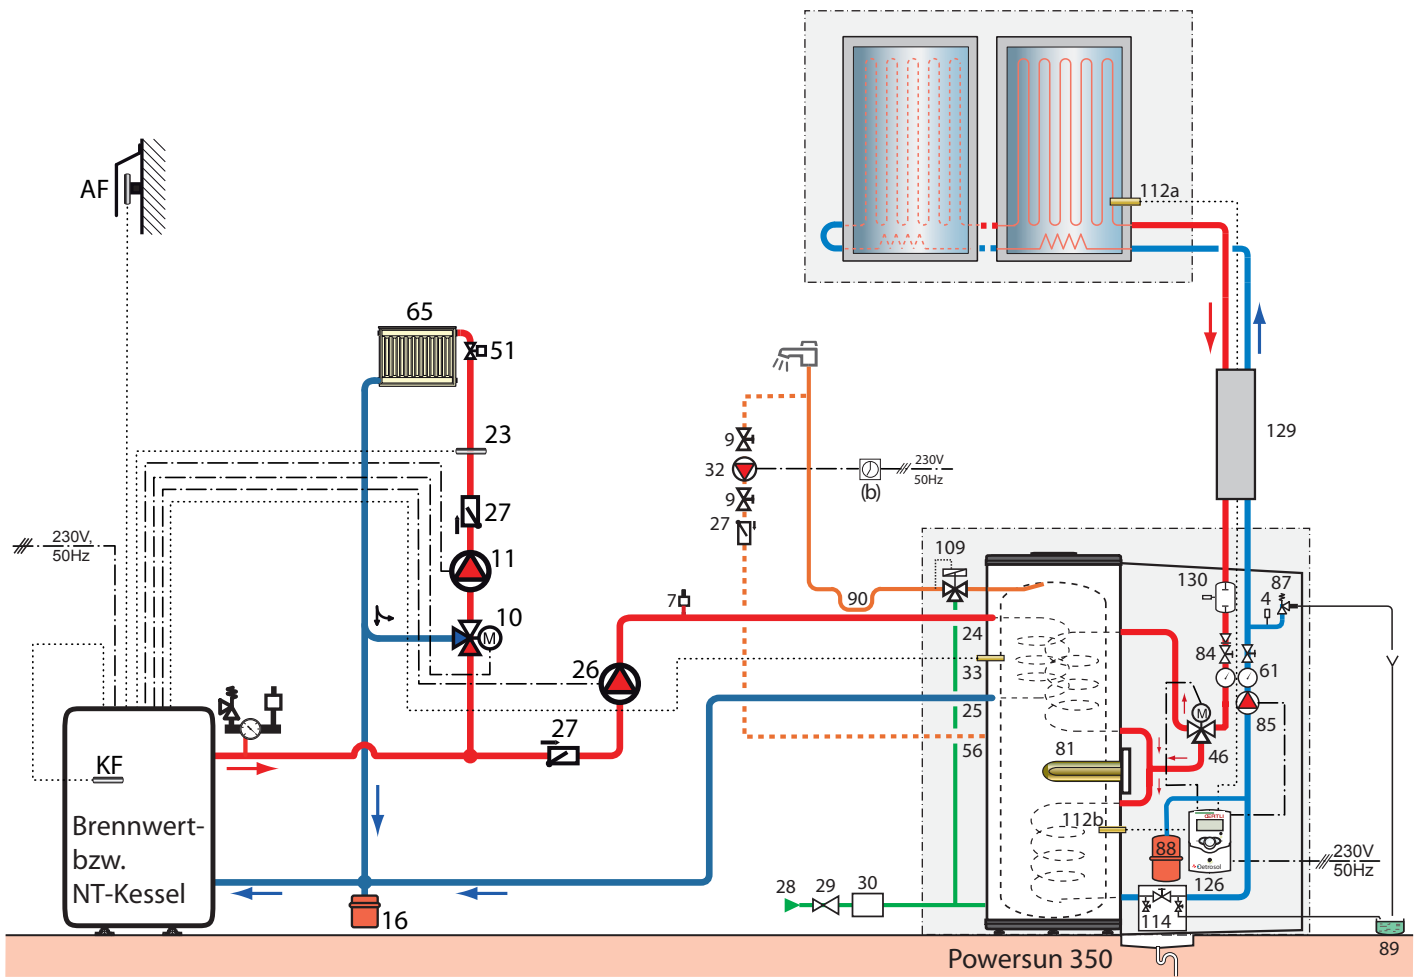 112a
AF
65
51
129
23
9
32
230V
50Hz
(b)
9
27
27
230V,
50Hz
11
109
130
4
87
10
M
7
90
24
84
26
33
61
M
25
85
27
56
81
46
KF
Brennwert-
bzw.
NT-Kessel
112b
ŒRTLI
88
Oetrosol
230V
50Hz
126
28
29
30
16
114
89
Powersun 350